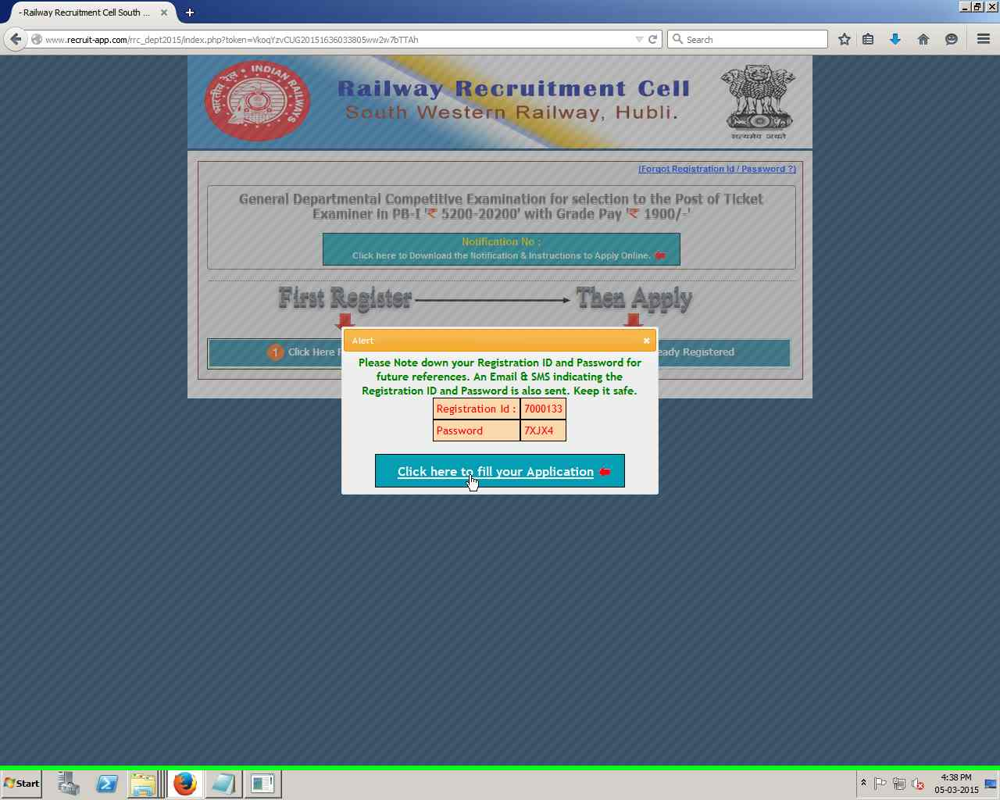 - Railway Recruitment Cell South ...
www.recruit-app.com/rrc_dept2015/index.php?token=VkoqYzvCUG20151636033805ww2w7bTTAh
Search
भारतीय रेल INDIAN RAILWAYS
Railway Recruitment Cell
South Western Railway, Hubli.
सत्यमेव जयते
(Forgot Registration Id / Password ?)
General Departmental Competitive Examination for selection to the Post of Ticket
Examiner in PB-I '₹ 5200-20200' with Grade Pay '₹ 1900/-'
Notification No :
Click here to Download the Notification & Instructions to Apply Online.
First Register Then Apply
1 Click Here
eady Registered
Alert
Please Note down your Registration ID and Password for
future references. An Email & SMS indicating the
Registration ID and Password is also sent. Keep it safe.
Registration Id : 7000133
Password 7XJX4
Click here to fill your Application
Start
4:38 PM
05-03-2015